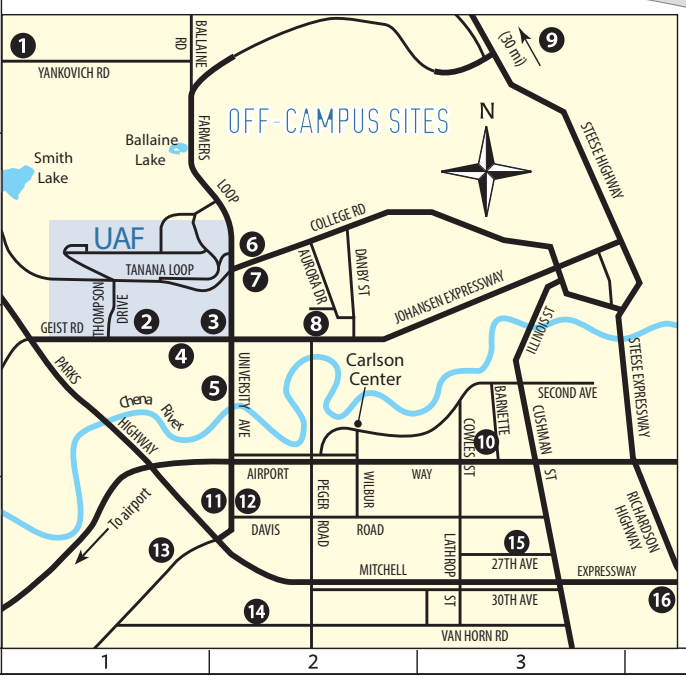 1
YANKOVICH RD
BALLAINE
RD
9
(30 mi)
OFF-CAMPUS SITES
N
FARMERS
LOOP
Ballaine
Lake
Smith
Lake
STEESE HIGHWAY
UAF
TANANA LOOP
6
7
COLLEGE RD
AURORA DR
DANBY ST
JOHANSEN EXPRESSWAY
THOMPSON
DRIVE
2
3
8
GEIST RD
4
ILLINOIS ST
PARKS
HIGHWAY
Chena
River
5
UNIVERSITY
AVE
Carlson
Center
SECOND AVE
BARNETTE
COWLES ST
10
CUSHMAN
ST
STEESE EXPRESSWAY
AIRPORT
WAY
To airport
11
12
PEGER
ROAD
WILBUR
DAVIS
ROAD
RICHARDSON
HIGHWAY
13
LATHROP
ST
15
27TH AVE
MITCHELL
EXPRESSWAY
14
30TH AVE
16
VAN HORN RD
1
2
3